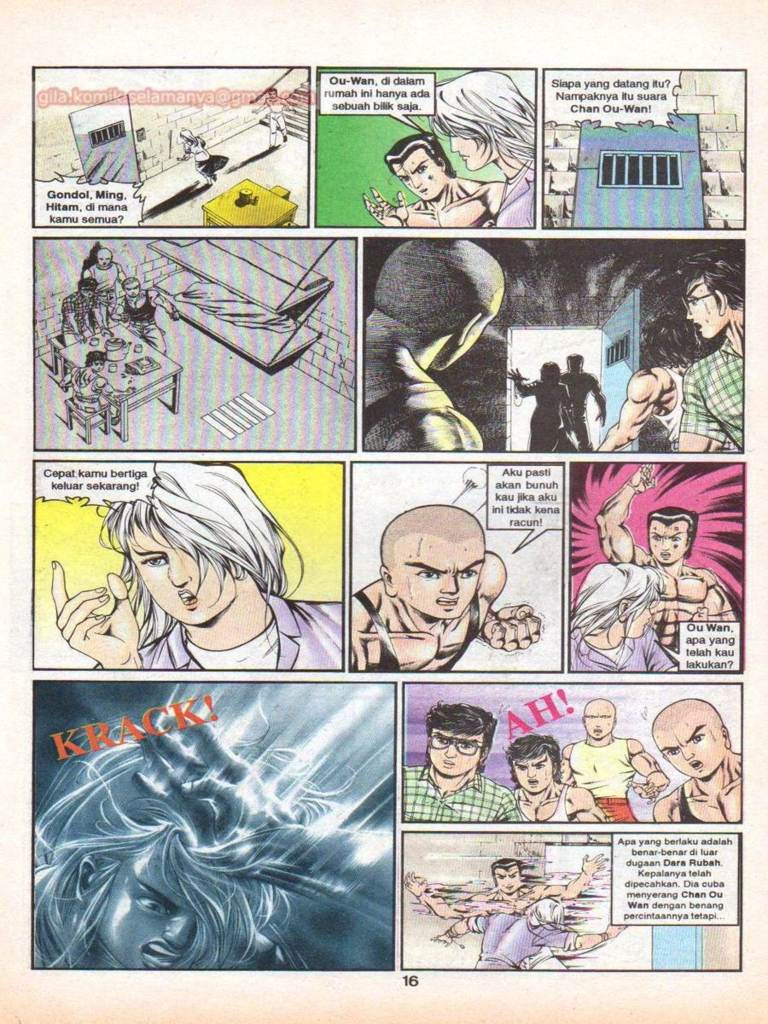 gila.komikselamanya@gm
Gondol, Ming,
Hitam, di mana
kamu semua?
Ou-Wan, di dalam
rumah ini hanya ada
sebuah bilik saja.
Siapa yang datang itu?
Nampaknya itu suara
Chan Ou-Wan!
Cepat kamu bertiga
keluar sekarang!
Aku pasti
akan bunuh
kau jika aku
ini tidak kena
racun!
Ou Wan,
apa yang
telah kau
lakukan?
KRACK!
AH!
Apa yang berlaku adalah
benar-benar di luar
dugaan Dara Rubah.
Kepalanya telah
dipecahkan. Dia cuba
menyerang Chan Ou
Wan dengan benang
percintaannya tetapi...
16